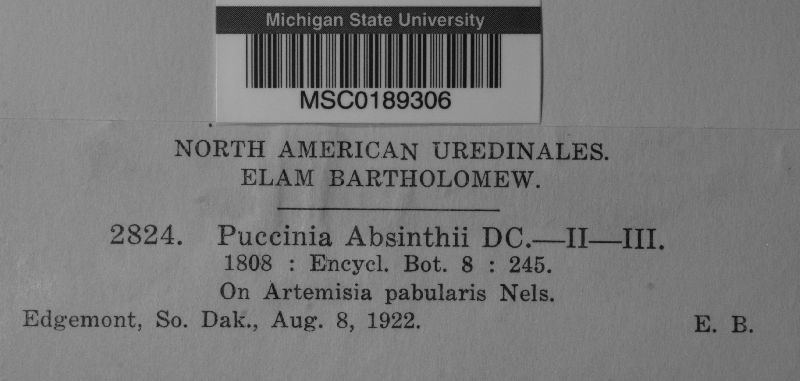 Michigan State University
MSC0189306
NORTH AMERICAN UREDINALES.
ELAM BARTHOLOMEW.
2824. Puccinia Absinthii DC.—II—III.
1808 : Encycl. Bot. 8 : 245.
On Artemisia pabularis Nels.
Edgemont, So. Dak., Aug. 8, 1922. E. B.